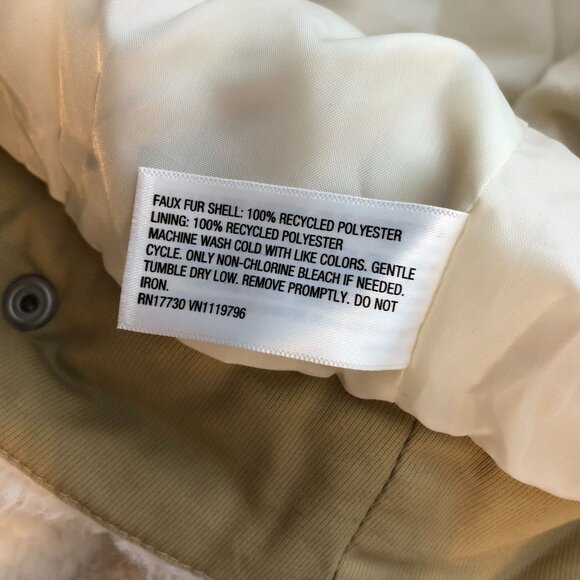 FAUX FUR SHELL: 100% RECYCLED POLYESTER
LINING: 100% RECYCLED POLYESTER
MACHINE WASH COLD WITH LIKE COLORS. GENTLE
CYCLE. ONLY NON-CHLORINE BLEACH IF NEEDED.
TUMBLE DRY LOW. REMOVE PROMPTLY. DO NOT
IRON.
RN17730 VN1119796